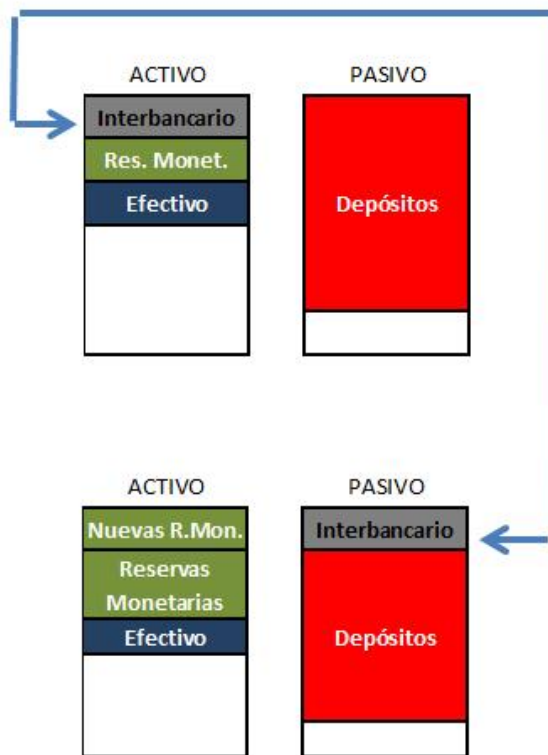 ACTIVO
PASIVO
Interbancario
Res. Monet.
Efectivo
Depósitos
ACTIVO
PASIVO
Nuevas R.Mon.
Reservas
Monetarias
Efectivo
Interbancario
Depósitos